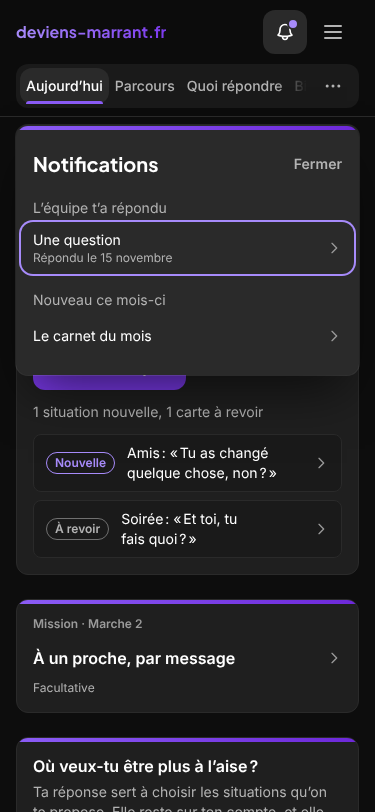 deviens-marrant.fr
Aujourd’hui Parcours Quoi répondre
Notifications Fermer
L’équipe t’a répondu
Une question
Répondu le 15 novembre
Nouveau ce mois-ci
Le carnet du mois
1 situation nouvelle, 1 carte à revoir
Nouvelle
Amis : « Tu as changé
quelque chose, non ? »
À revoir
Soirée : « Et toi, tu
fais quoi ? »
Mission · Marche 2
À un proche, par message
Facultative
Où veux-tu être plus à l’aise ?
Ta réponse sert à choisir les situations qu’on
te propose. Elle reste sur ton compte, et elle